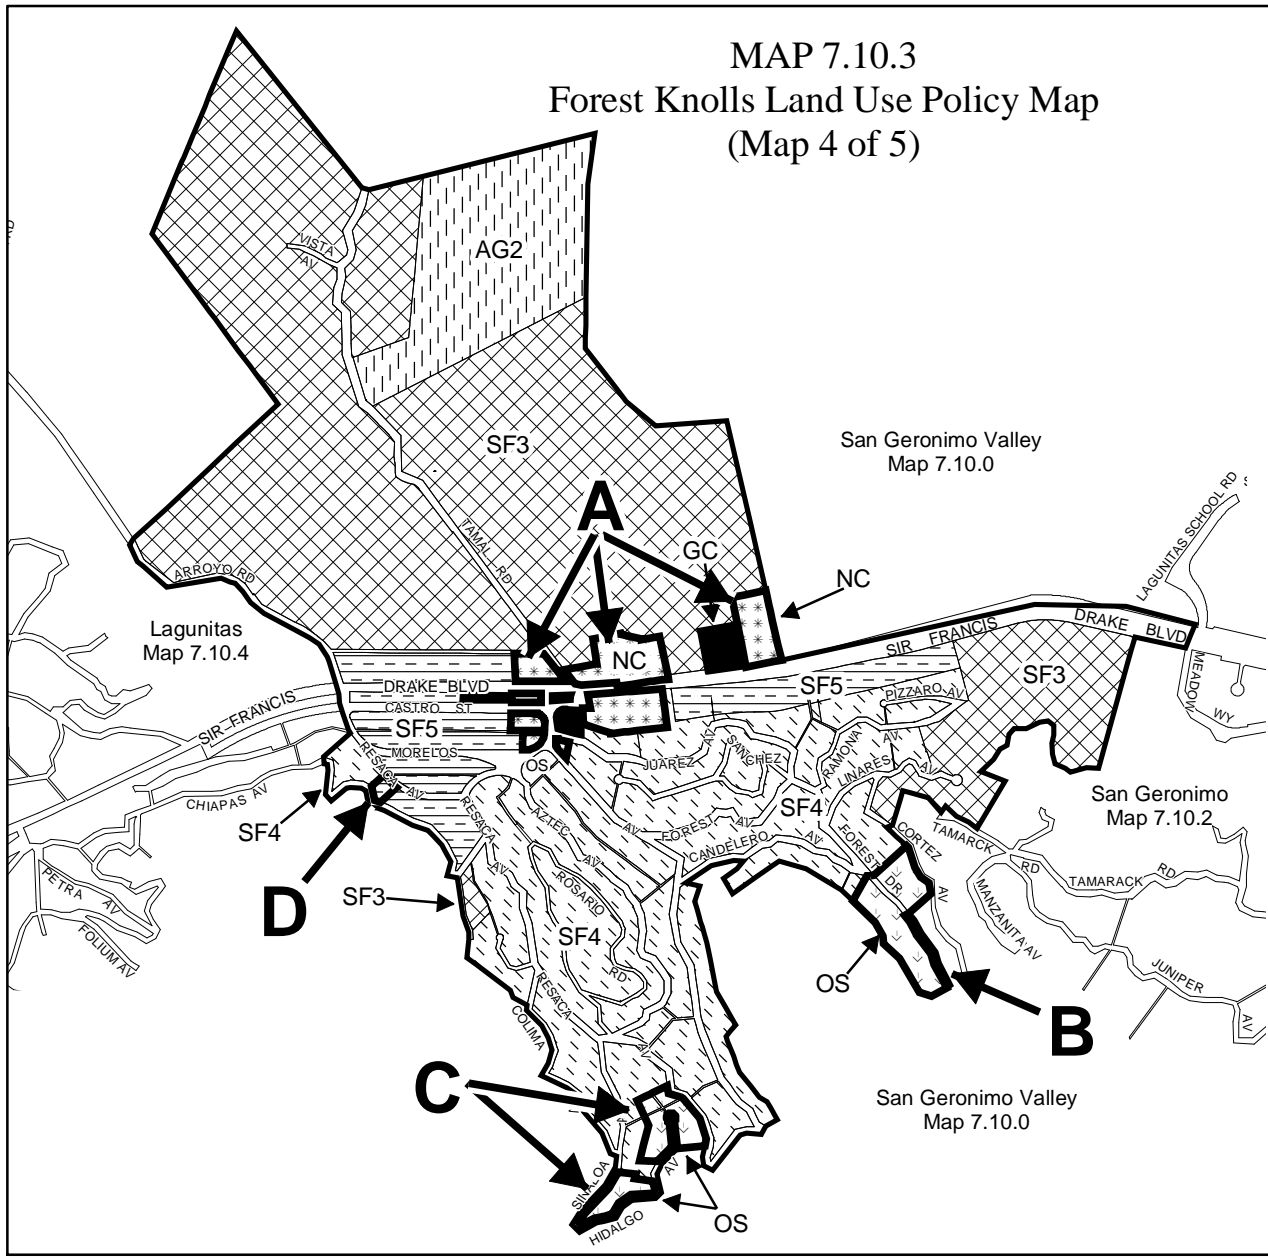 MAP 7.10.3
Forest Knolls Land Use Policy Map
(Map 4 of 5)
VISTA
AV
AG2
SF3
San Geronimo Valley
Map 7.10.0
A
GC
NC
LAGUNITAS SCHOOL RD
TAMAL RD
ARROYO RD
Lagunitas
Map 7.10.4
NC
SIR FRANCIS
DRAKE BLVD
SF3
SIR FRANCIS
DRAKE BLVD
CASTRO ST
SF5
MORELOS
SF5
PIZZARO AV
MEADOW
WY
RESACA AV
OS
JUAREZ
AV
SANCHEZ
RAMONA
AV
LINARES
AV
CHIAPAS AV
SF4
D
RESACA
AV
AZTEC
AV
AV
FOREST
AV
CANDELERO
AV
SF4
FOREST
DR
CORTEZ
AV
San Geronimo
Map 7.10.2
TAMARCK
RD
TAMARACK
RD
MANZANITA AV
JUNIPER
AV
PETRA
AV
FOLIUM AV
SF3
ROSARIO
RD
SF4
RESACA
AV
COLIMA
OS
B
C
San Geronimo Valley
Map 7.10.0
SINALOA
HIDALGO
AV
OS